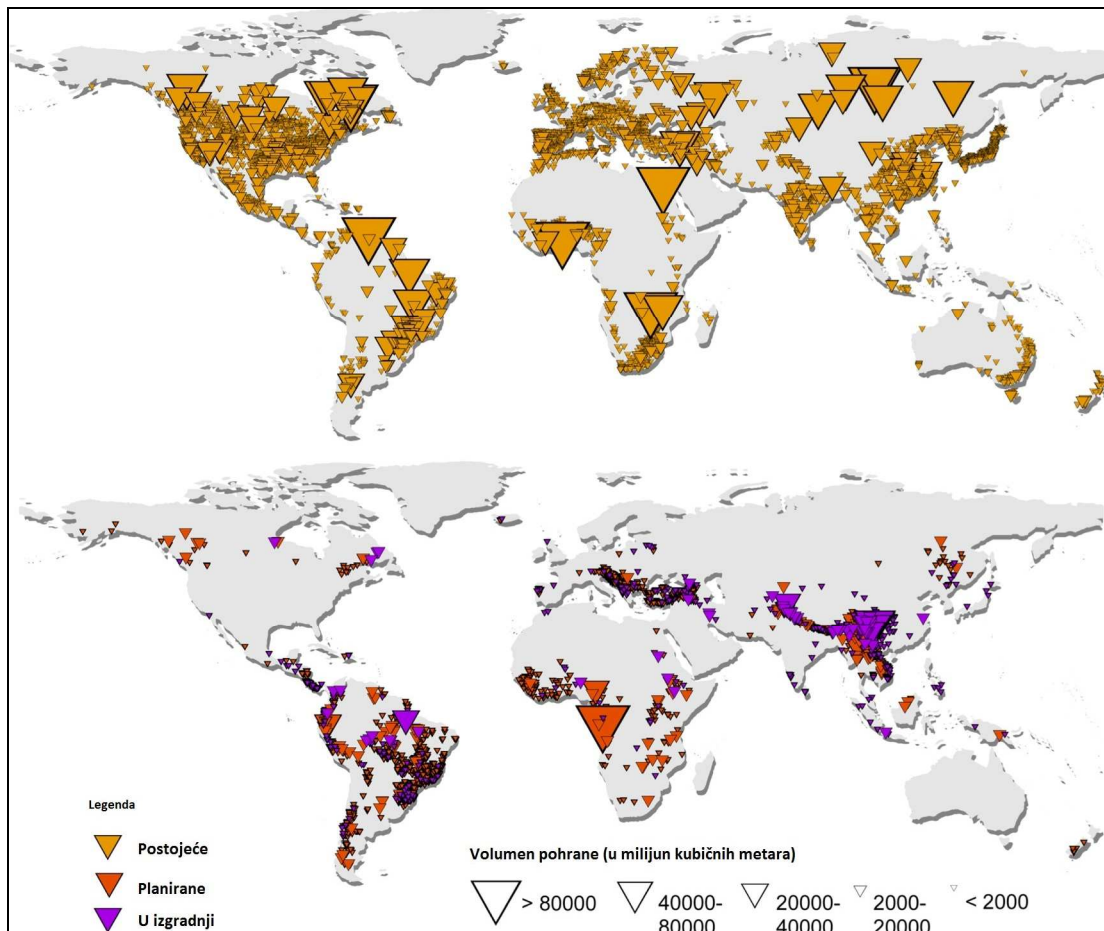 Legenda
Postojeće
Planirane
U izgradnji
Volumen pohrane (u milijun kubičnih metara)
> 80000
40000-
80000
20000-
40000
2000-
20000
< 2000